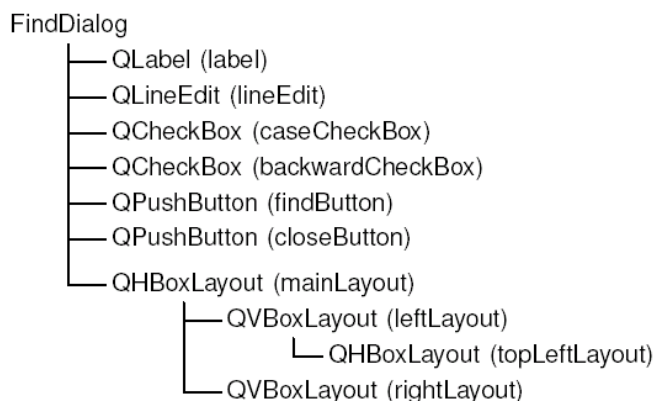 FindDialog
QLabel (label)
QLineEdit (lineEdit)
QCheckBox (caseCheckBox)
QCheckBox (backwardCheckBox)
QPushButton (findButton)
QPushButton (closeButton)
QHBoxLayout (mainLayout)
QVBoxLayout (leftLayout)
QHBoxLayout (topLeftLayout)
QVBoxLayout (rightLayout)